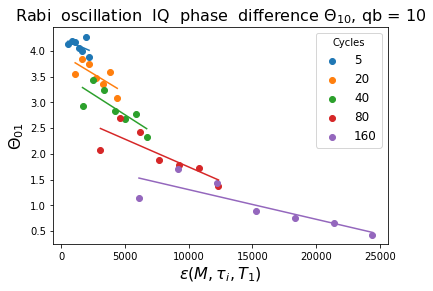 Rabi oscillation IQ phase difference Θ₁₀, qb = 10
Cycles
5
20
40
80
160
Θ₀₁
4.0
3.5
3.0
2.5
2.0
1.5
1.0
0.5
0 5000 10000 15000 20000 25000
ε(M, τᵢ, T₁)